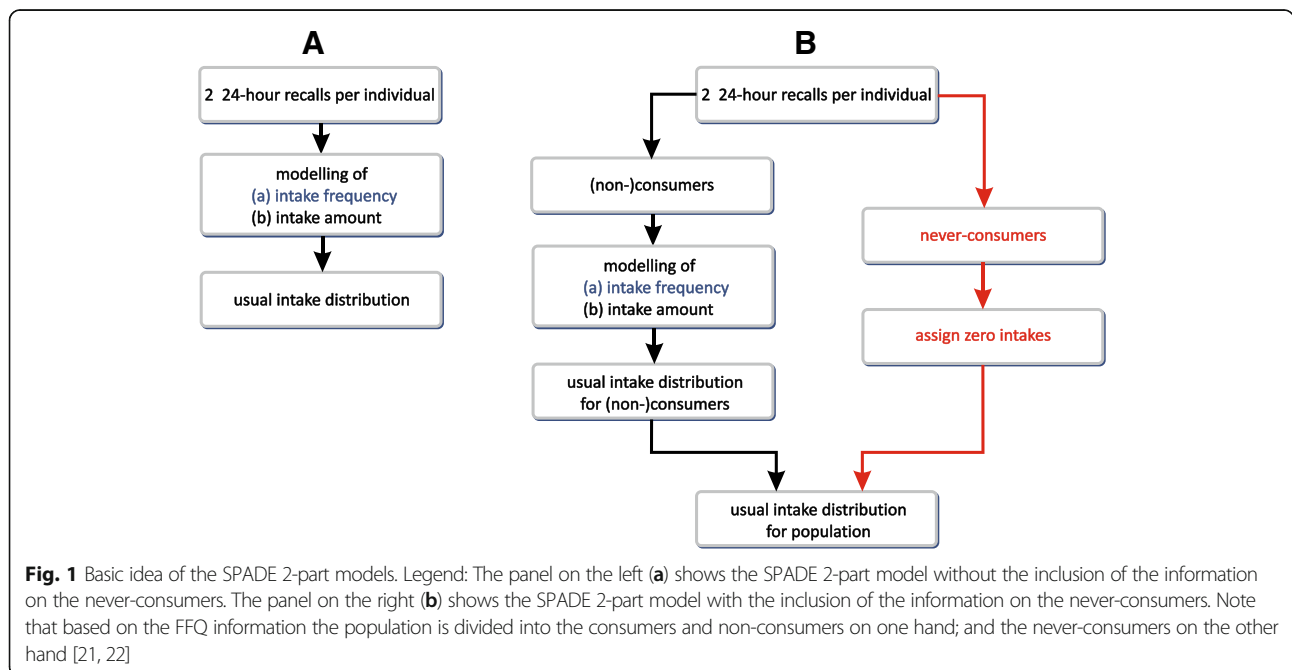 A
2 24-hour recalls per individual
modelling of
(a) intake frequency
(b) intake amount
usual intake distribution
B
2 24-hour recalls per individual
(non-)consumers
modelling of
(a) intake frequency
(b) intake amount
usual intake distribution
for (non-)consumers
never-consumers
assign zero intakes
usual intake distribution
for population
Fig. 1 Basic idea of the SPADE 2-part models. Legend: The panel on the left (a) shows the SPADE 2-part model without the inclusion of the information
on the never-consumers. The panel on the right (b) shows the SPADE 2-part model with the inclusion of the information on the never-consumers. Note
that based on the FFQ information the population is divided into the consumers and non-consumers on one hand; and the never-consumers on the other
hand [21, 22]